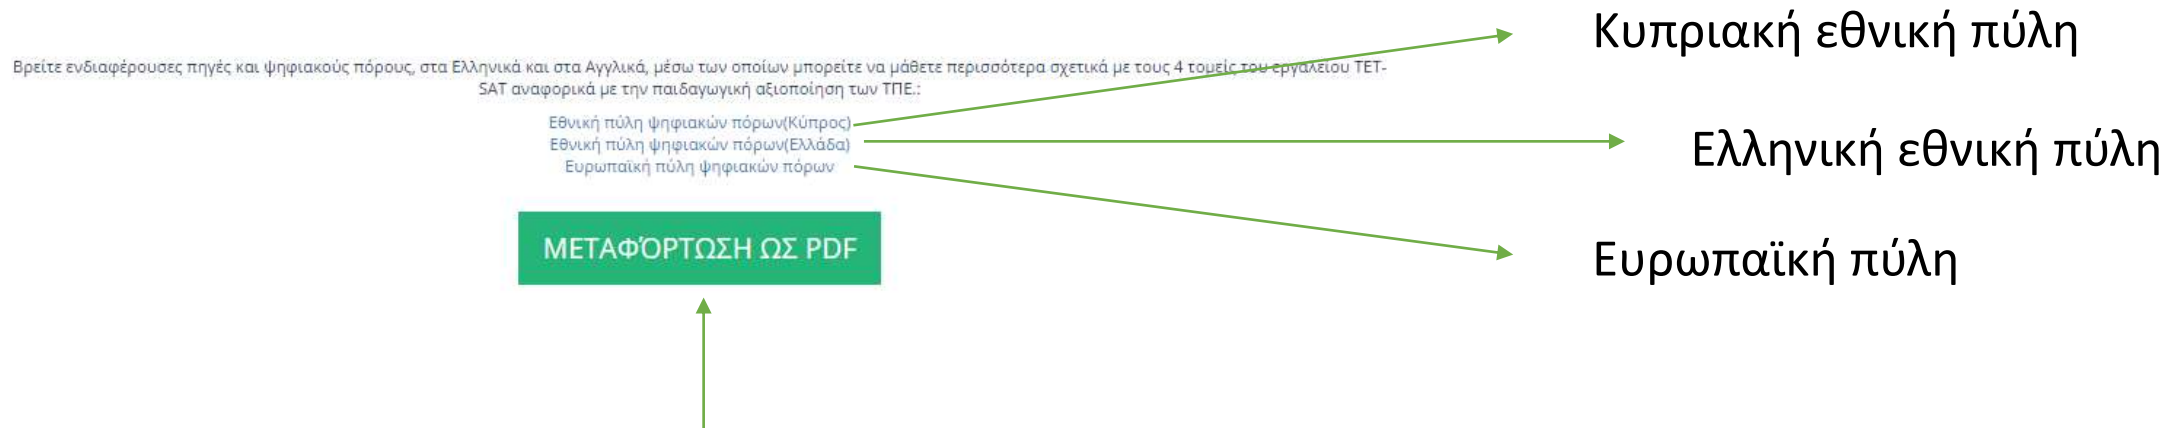 Κυπριακή εθνική πύλη
Βρείτε ενδιαφέρουσες πηγές και ψηφιακούς πόρους, στα Ελληνικά και στα Αγγλικά, μέσω των οποίων μπορείτε να μάθετε περισσότερα σχετικά με τους 4 τομείς του εργαλείου TET-
SAT αναφορικά με την παιδαγωγική αξιοποίηση των ΤΠΕ.:
Εθνική πύλη ψηφιακών πόρων(Κύπρος)
Εθνική πύλη ψηφιακών πόρων(Ελλάδα)
Ευρωπαϊκή πύλη ψηφιακών πόρων
Ελληνική εθνική πύλη
Ευρωπαϊκή πύλη
ΜΕΤΑΦΌΡΤΩΣΗ ΩΣ PDF